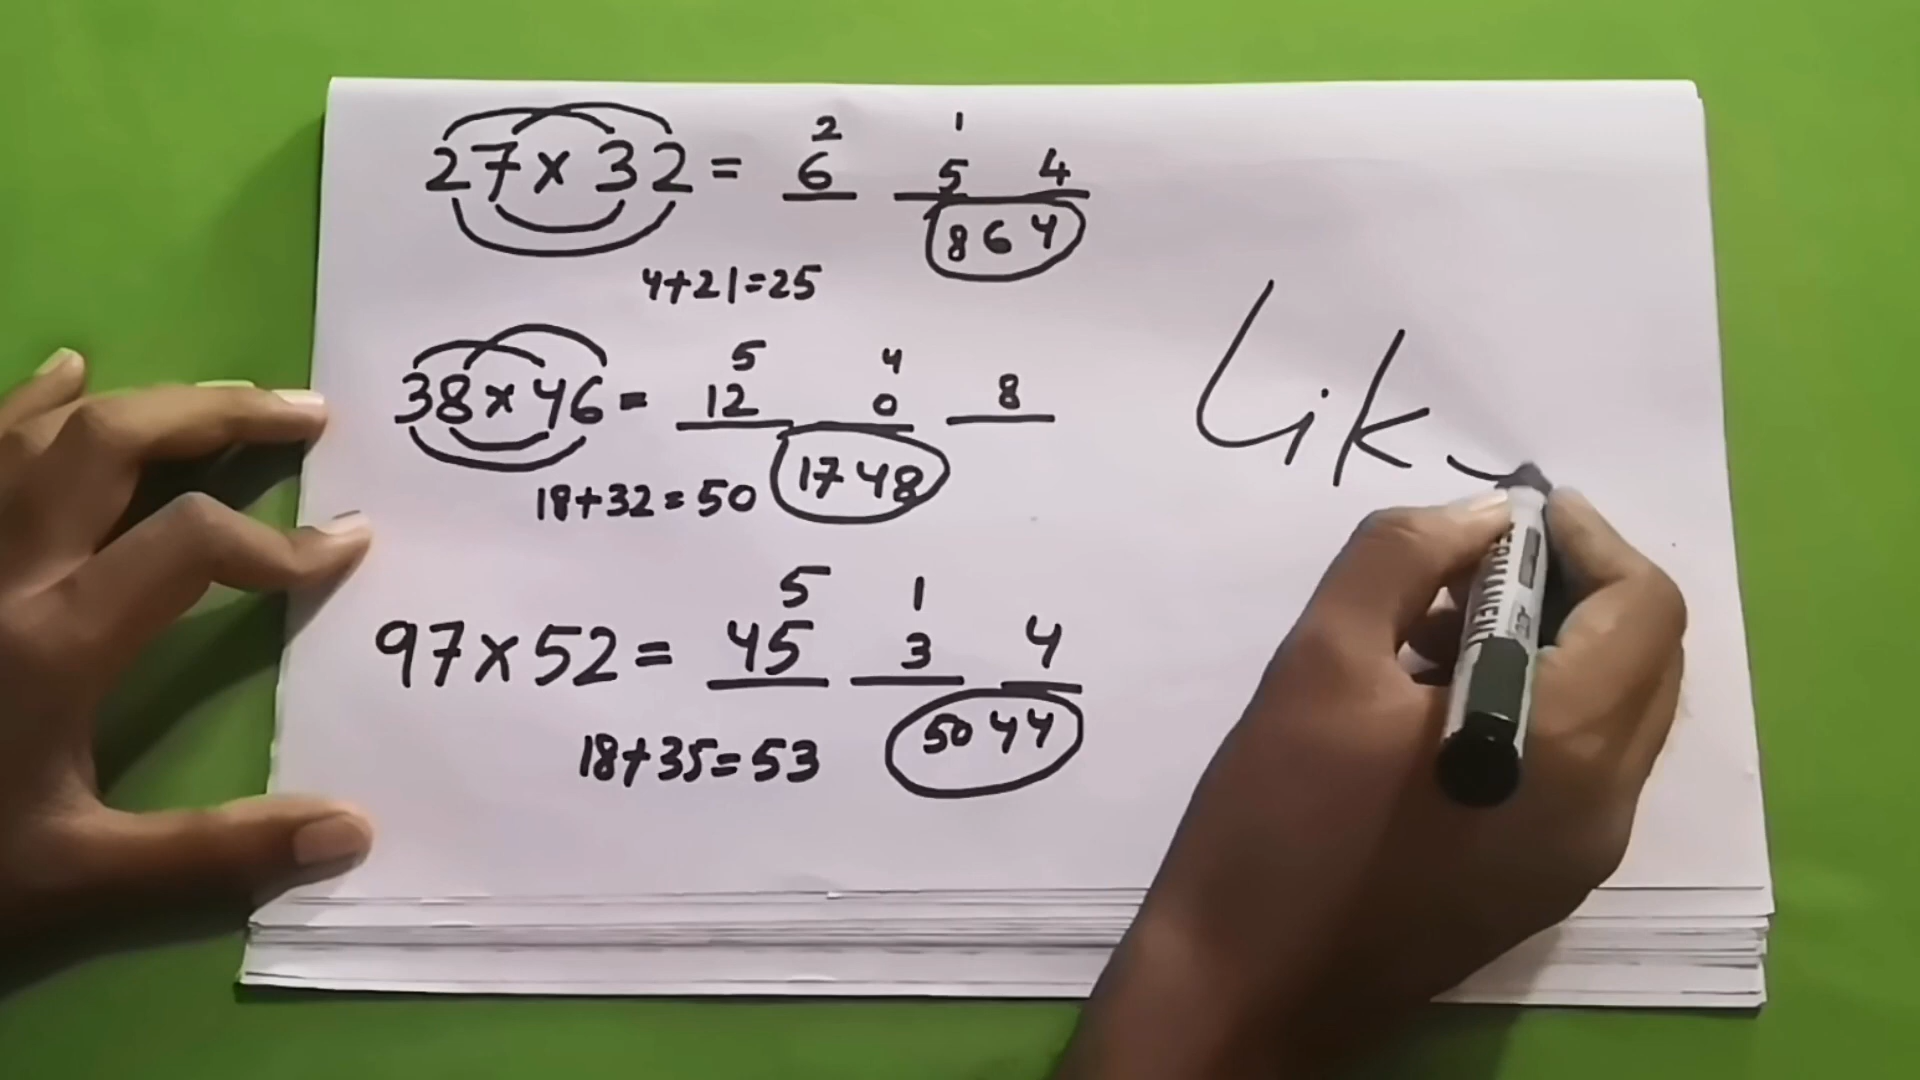 2 1
27 x 32 = 6 5 4
864
4+21=25
5 4
38 x 46 = 12 0 8
1748
18+32=50
5 1
97 x 52 = 45 3 4
5044
18+35=53
Lik